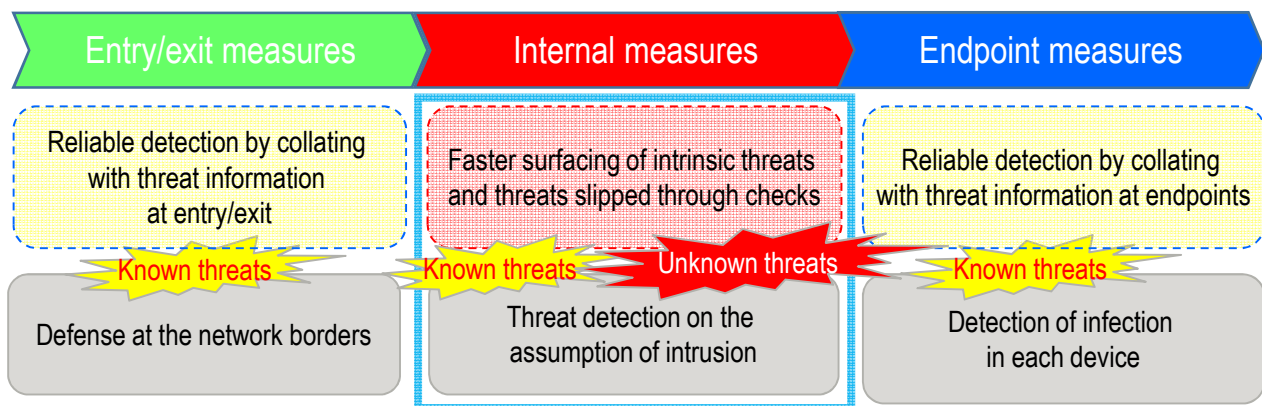 Entry/exit measures
Internal measures
Endpoint measures
Reliable detection by collating
with threat information
at entry/exit
Faster surfacing of intrinsic threats
and threats slipped through checks
Reliable detection by collating
with threat information at endpoints
Known threats
Known threats
Unknown threats
Known threats
Defense at the network borders
Threat detection on the
assumption of intrusion
Detection of infection
in each device